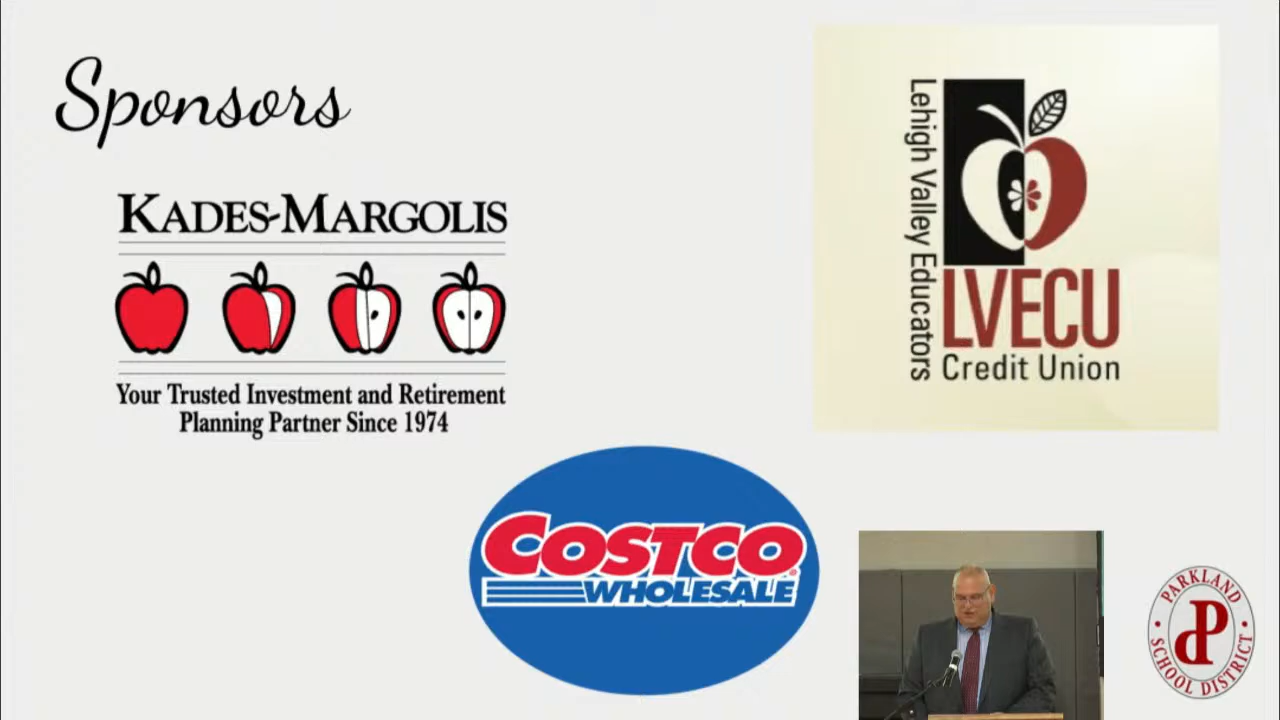 Sponsors
KADES-MARGOLIS
Your Trusted Investment and Retirement
Planning Partner Since 1974
Lehigh Valley Educators
LVECU
Credit Union
COSTCO
WHOLESALE
PARKLAND
dP
SCHOOL DISTRICT